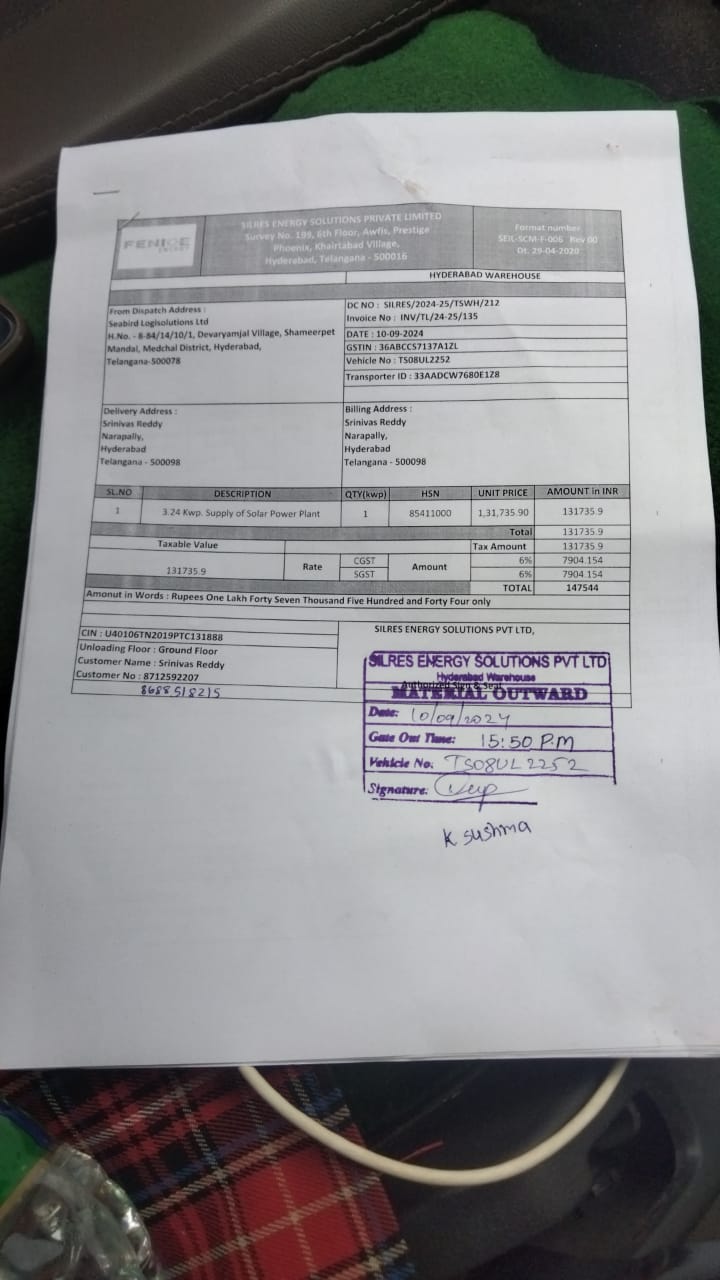 FENICE
ENERGY
SILRES ENERGY SOLUTIONS PRIVATE LIMITED
Survey No. 199, 6th Floor, Awfis, Prestige
Phoenix, Khairtabad Village,
Hyderabad, Telangana - 500016
Format number
SEIL-SCM-F-006 Rev 00
Dt. 29-04-2020
HYDERABAD WAREHOUSE
From Dispatch Address :
Seabird Logisolutions Ltd
H.No. - 8-84/14/10/1, Devaryamjal Village, Shameerpet
Mandal, Medchal District, Hyderabad,
Telangana-500078
DC NO : SILRES/2024-25/TSWH/212
Invoice No : INV/TL/24-25/135
DATE : 10-09-2024
GSTIN : 36ABCCS7137A1ZL
Vehicle No : TS08UL2252
Transporter ID : 33AADCW7680E1Z8
Delivery Address :
Srinivas Reddy
Narapally,
Hyderabad
Telangana - 500098
Billing Address :
Srinivas Reddy
Narapally,
Hyderabad
Telangana - 500098
SL.NO DESCRIPTION QTY(kwp) HSN UNIT PRICE AMOUNT in INR
1 3.24 Kwp. Supply of Solar Power Plant 1 85411000 1,31,735.90 131735.9
Total 131735.9
Taxable Value Tax Amount 131735.9
131735.9 Rate CGST Amount 6% 7904.154
SGST 6% 7904.154
TOTAL 147544
Amonut in Words : Rupees One Lakh Forty Seven Thousand Five Hundred and Forty Four only
CIN : U40106TN2019PTC131888
Unloading Floor : Ground Floor
Customer Name : Srinivas Reddy
Customer No : 8712592207
8688518215
SILRES ENERGY SOLUTIONS PVT LTD,
SILRES ENERGY SOLUTIONS PVT LTD
Hyderabad Warehouse
Authorized Sign & Seal
MATERIAL OUTWARD
Date: 10/09/2024
Gate Out Time: 15:50 P.M
Vehicle No. TS08UL2252
Signature:
K sushma